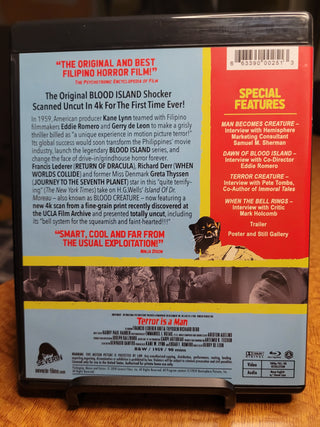 "THE ORIGINAL AND BEST
FILIPINO HORROR FILM!"
The Psychotronic Encyclopedia of Film
The Original BLOOD ISLAND Shocker
Scanned Uncut In 4k For The First Time Ever!
In 1959, American producer Kane Lynn teamed with Filipino
filmmakers Eddie Romero and Gerry de Leon to make a grisly
thriller billed as "a unique experience in motion picture terror!"
Its global success would soon transform the Philippines' movie
industry, launch the legendary BLOOD ISLAND series, and
change the face of drive-in/grindhouse horror forever.
Francis Lederer (RETURN OF DRACULA), Richard Derr (WHEN
WORLDS COLLIDE) and former Miss Denmark Greta Thyssen
(JOURNEY TO THE SEVENTH PLANET) star in this "quite terrify-
ing" (The New York Times) take on H.G. Wells' Island Of Dr.
Moreau – also known as BLOOD CREATURE – now featuring a
new 4k scan from a fine-grain print recently discovered at
the UCLA Film Archive and presented totally uncut, including
its "bell system for the squeamish and faint-hearted!!!"
"SMART, COOL AND FAR FROM
THE USUAL EXPLOITATION!"
Ninja Dixon
SPECIAL
FEATURES
MAN BECOMES CREATURE –
Interview with Hemisphere
Marketing Consultant
Samuel M. Sherman
DAWN OF BLOOD ISLAND –
Interview with Co-Director
Eddie Romero
TERROR CREATURE –
Interview with Pete Tombs,
Co-Author of Immoral Tales
WHEN THE BELL RINGS –
Interview with Critic
Mark Holcomb
Trailer
Poster and Still Gallery
Terror is a Man
SEVERIN
severin-films.com
Video
Audio